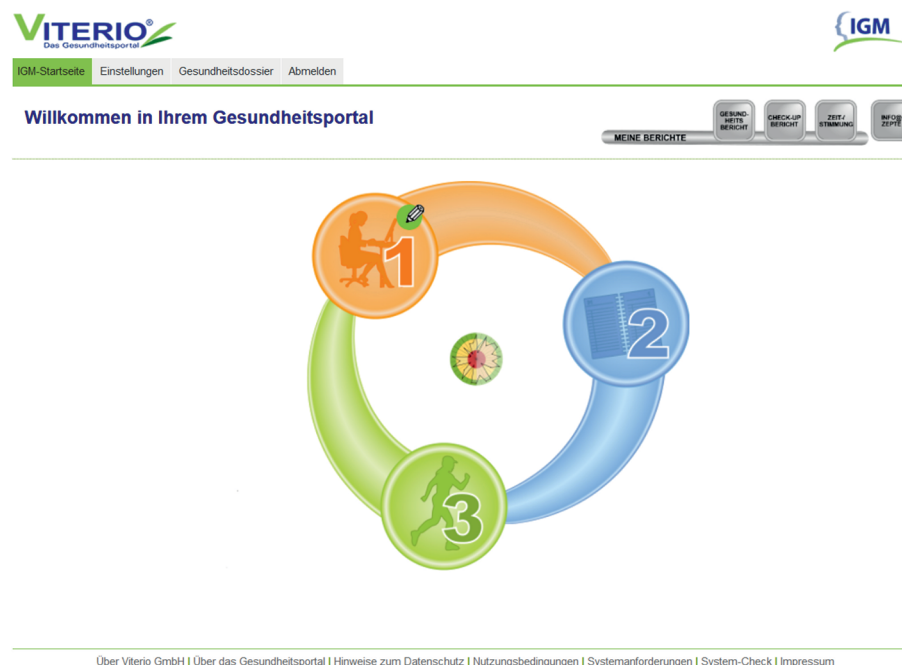 VITERIO®
Das Gesundheitsportal
IGM
IGM-Startseite Einstellungen Gesundheitsdossier Abmelden
Willkommen in Ihrem Gesundheitsportal
MEINE BERICHTE
GESUND-
HEITS
BERICHT
CHECK-UP
BERICHT
ZEIT-/
STIMMUNG
1
2
3
Über Viterio GmbH | Über das Gesundheitsportal | Hinweise zum Datenschutz | Nutzungsbedingungen | Systemanforderungen | System-Check | Impressum